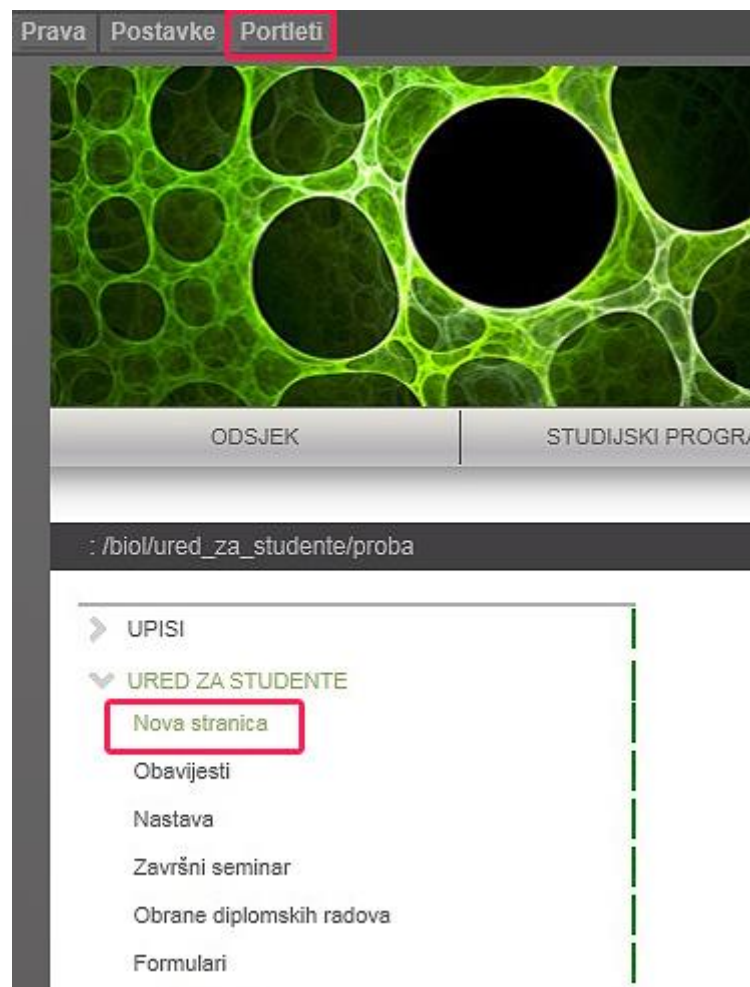 Prava Postavke Portleti
ODSJEK STUDIJSKI PROGRA
: /biol/ured_za_studente/proba
UPISI
URED ZA STUDENTE
Nova stranica
Obavijesti
Nastava
Završni seminar
Obrane diplomskih radova
Formulari